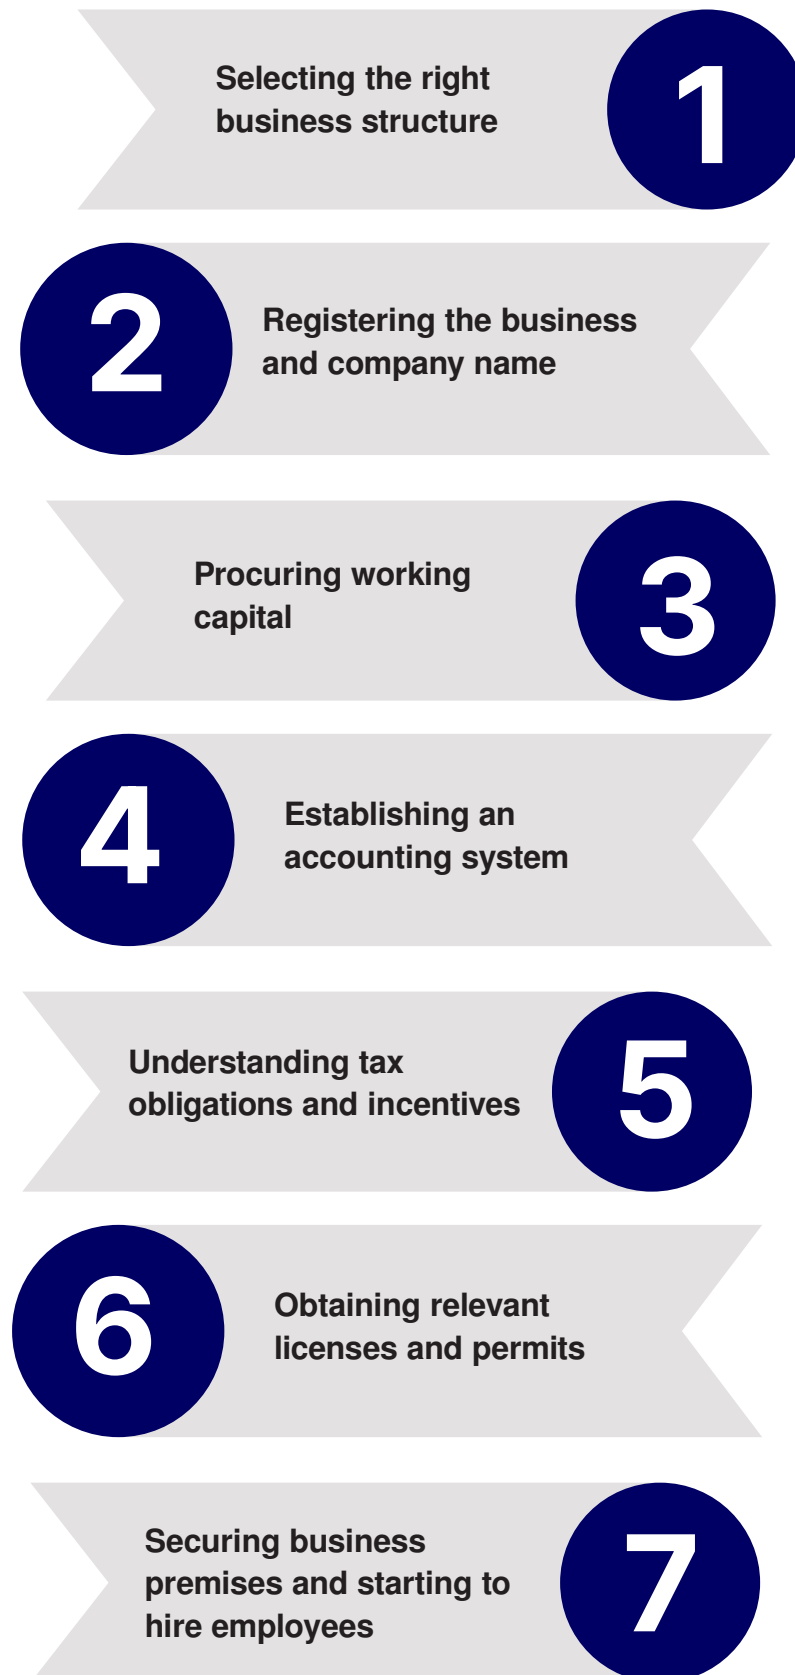 Selecting the right
business structure
1
2
Registering the business
and company name
Procuring working
capital
3
4
Establishing an
accounting system
Understanding tax
obligations and incentives
5
6
Obtaining relevant
licenses and permits
Securing business
premises and starting to
hire employees
7